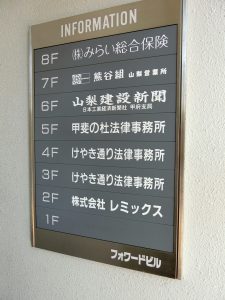 INFORMATION
8F ㈱みらい総合保険
7F 熊谷組 山梨営業所
6F 山梨建設新聞
日本工業経済新聞社 甲府支局
5F 甲斐の杜法律事務所
4F けやき通り法律事務所
3F けやき通り法律事務所
2F 株式会社 レミックス
1F
フォワードビル